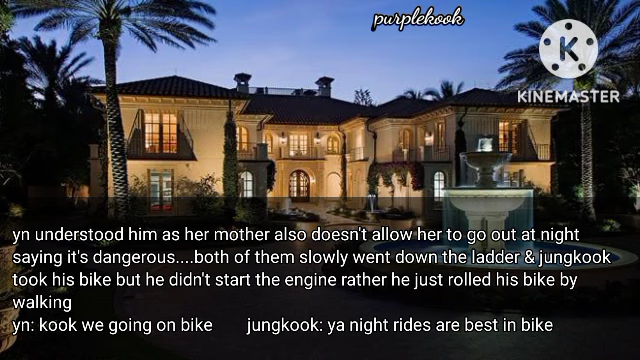 purplekook
K
KINEMASTER
yn understood him as her mother also doesn't allow her to go out at night
saying it's dangerous....both of them slowly went down the ladder & jungkook
took his bike but he didn't start the engine rather he just rolled his bike by
walking
yn: kook we going on bike jungkook: ya night rides are best in bike